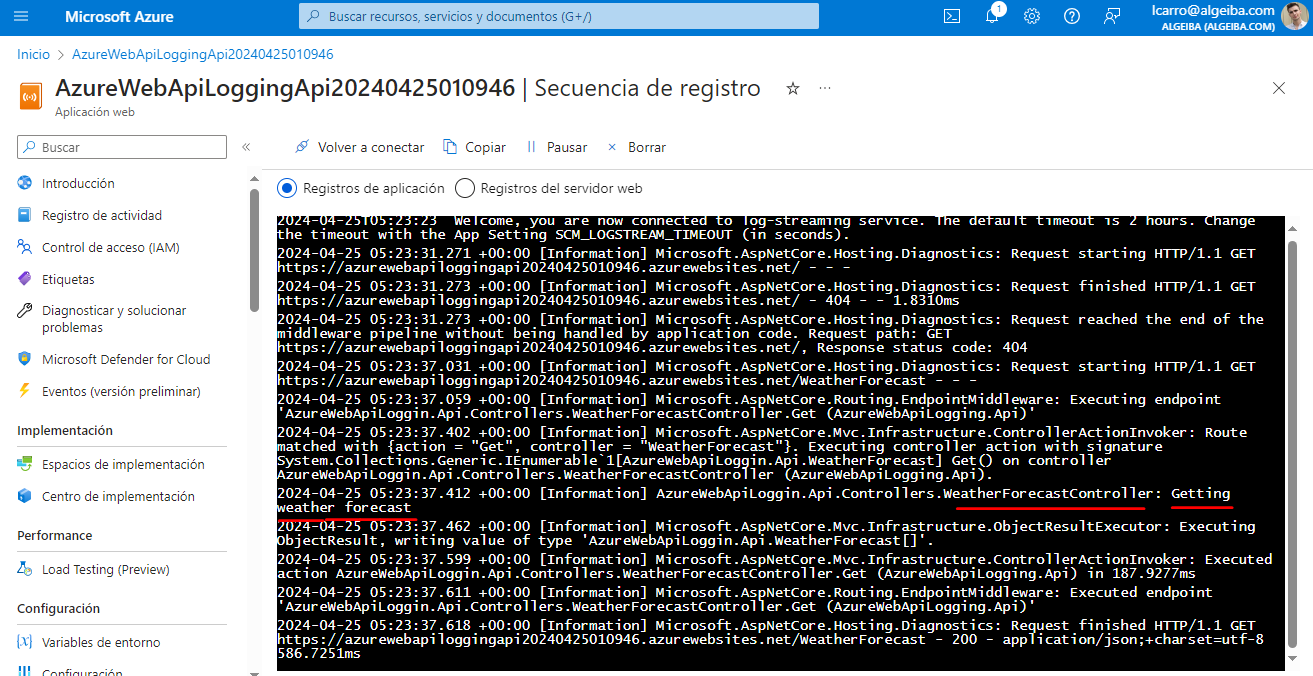 Microsoft Azure
Buscar recursos, servicios y documentos (G+/)
1
lcarro@algeiba.com
ALGEIBA (ALGEIBA.COM)
Inicio > AzureWebApiLoggingApi20240425010946
AzureWebApiLoggingApi20240425010946 | Secuencia de registro
Aplicación web
Buscar
Volver a conectar
Copiar
Pausar
Borrar
Introducción
Registro de actividad
Control de acceso (IAM)
Etiquetas
Diagnosticar y solucionar
problemas
Microsoft Defender for Cloud
Eventos (versión preliminar)
Implementación
Espacios de implementación
Centro de implementación
Performance
Load Testing (Preview)
Configuración
Variables de entorno
Configuración
Registros de aplicación
Registros del servidor web
2024-04-25T05:23:23  Welcome, you are now connected to log-streaming service. The default timeout is 2 hours. Change
the timeout with the App Setting SCM_LOGSTREAM_TIMEOUT (in seconds).
2024-04-25 05:23:31.271 +00:00 [Information] Microsoft.AspNetCore.Hosting.Diagnostics: Request starting HTTP/1.1 GET
https://azurewebapiloggingapi20240425010946.azurewebsites.net/ - - -
2024-04-25 05:23:31.273 +00:00 [Information] Microsoft.AspNetCore.Hosting.Diagnostics: Request finished HTTP/1.1 GET
https://azurewebapiloggingapi20240425010946.azurewebsites.net/ - 404 - - 1.8310ms
2024-04-25 05:23:31.273 +00:00 [Information] Microsoft.AspNetCore.Hosting.Diagnostics: Request reached the end of the
middleware pipeline without being handled by application code. Request path: GET
https://azurewebapiloggingapi20240425010946.azurewebsites.net/, Response status code: 404
2024-04-25 05:23:37.031 +00:00 [Information] Microsoft.AspNetCore.Hosting.Diagnostics: Request starting HTTP/1.1 GET
https://azurewebapiloggingapi20240425010946.azurewebsites.net/WeatherForecast - - -
2024-04-25 05:23:37.059 +00:00 [Information] Microsoft.AspNetCore.Routing.EndpointMiddleware: Executing endpoint
'AzureWebApiLoggin.Api.Controllers.WeatherForecastController.Get (AzureWebApiLogging.Api)'
2024-04-25 05:23:37.402 +00:00 [Information] Microsoft.AspNetCore.Mvc.Infrastructure.ControllerActionInvoker: Route
matched with {action = "Get", controller = "WeatherForecast"}. Executing controller action with signature
System.Collections.Generic.IEnumerable`1[AzureWebApiLoggin.Api.WeatherForecast] Get() on controller
AzureWebApiLoggin.Api.Controllers.WeatherForecastController (AzureWebApiLogging.Api).
2024-04-25 05:23:37.412 +00:00 [Information] AzureWebApiLoggin.Api.Controllers.WeatherForecastController: Getting
weather forecast
2024-04-25 05:23:37.462 +00:00 [Information] Microsoft.AspNetCore.Mvc.Infrastructure.ObjectResultExecutor: Executing
ObjectResult, writing value of type 'AzureWebApiLoggin.Api.WeatherForecast[]'.
2024-04-25 05:23:37.599 +00:00 [Information] Microsoft.AspNetCore.Mvc.Infrastructure.ControllerActionInvoker: Executed
action AzureWebApiLoggin.Api.Controllers.WeatherForecastController.Get (AzureWebApiLogging.Api) in 187.9277ms
2024-04-25 05:23:37.611 +00:00 [Information] Microsoft.AspNetCore.Routing.EndpointMiddleware: Executed endpoint
'AzureWebApiLoggin.Api.Controllers.WeatherForecastController.Get (AzureWebApiLogging.Api)'
2024-04-25 05:23:37.618 +00:00 [Information] Microsoft.AspNetCore.Hosting.Diagnostics: Request finished HTTP/1.1 GET
https://azurewebapiloggingapi20240425010946.azurewebsites.net/WeatherForecast - 200 - application/json;+charset=utf-8
586.7251ms